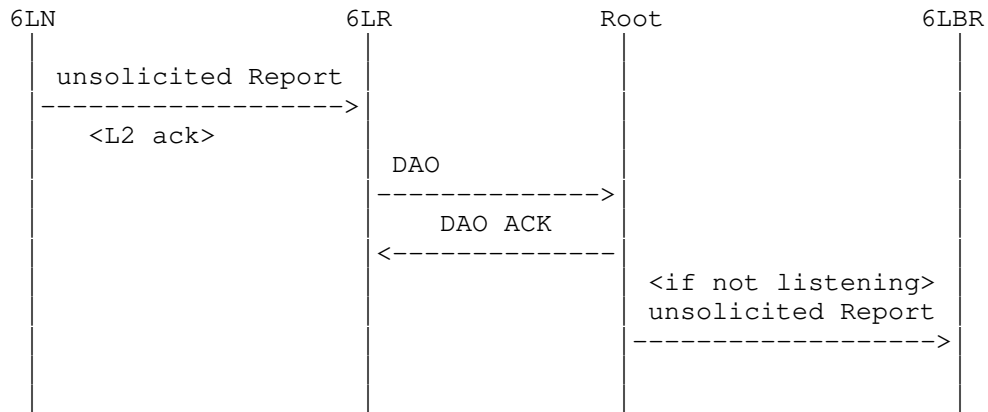 6LN 6LR Root 6LBR
unsolicited Report
<L2 ack>
DAO
DAO ACK
<if not listening>
unsolicited Report